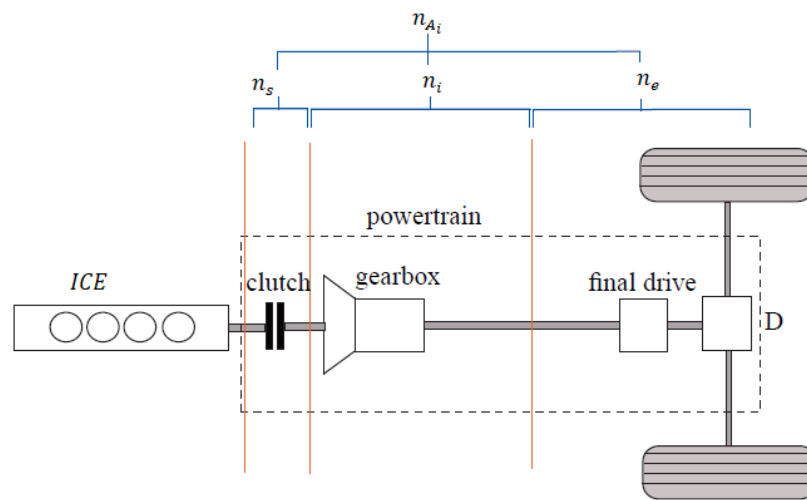 n_{A_i}
n_s n_i n_e
powertrain
ICE clutch gearbox final drive
D